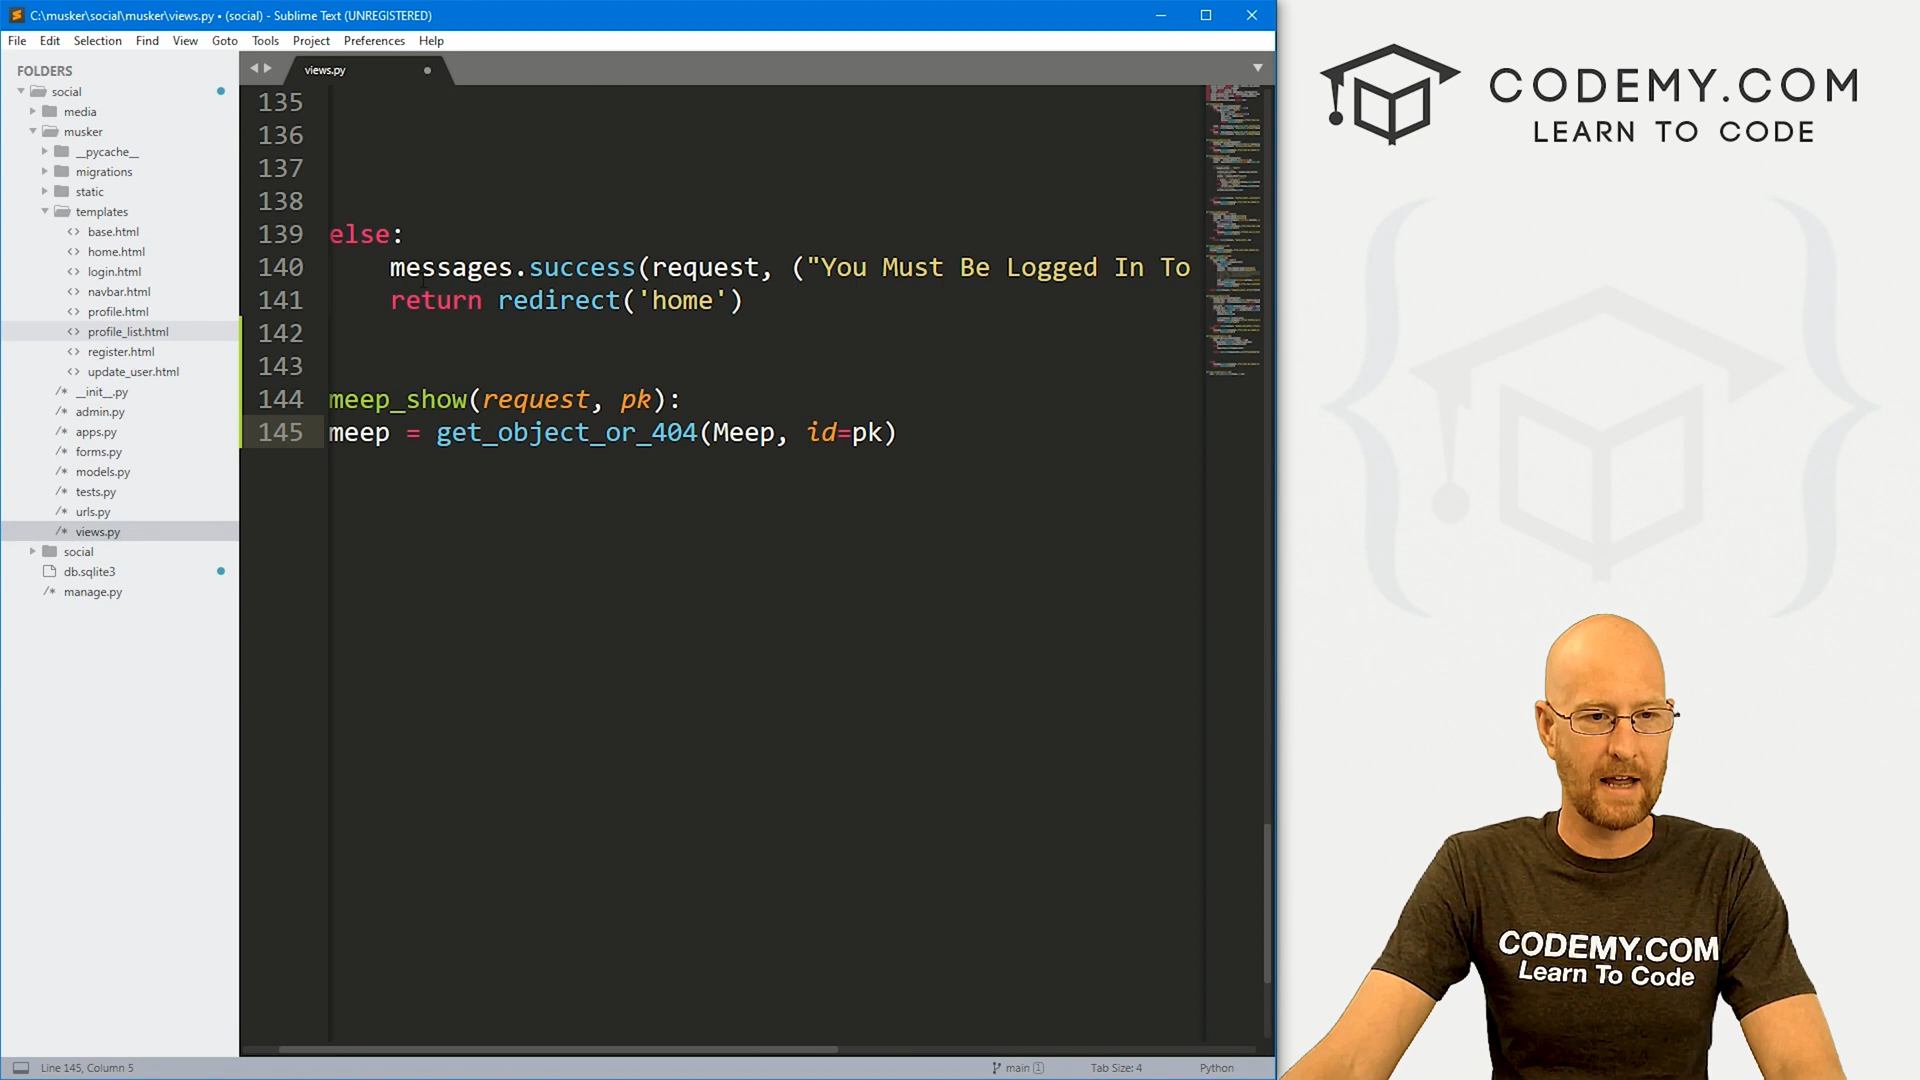 C:\musker\social\musker\views.py • (social) - Sublime Text (UNREGISTERED)
File Edit Selection Find View Goto Tools Project Preferences Help
FOLDERS
social
media
musker
__pycache__
migrations
static
templates
base.html
home.html
login.html
navbar.html
profile.html
profile_list.html
register.html
update_user.html
__init__.py
admin.py
apps.py
forms.py
models.py
tests.py
urls.py
views.py
social
db.sqlite3
manage.py
views.py
135
136
137
138
139 else:
140 messages.success(request, ("You Must Be Logged In To
141 return redirect('home')
142
143
144 meep_show(request, pk):
145 meep = get_object_or_404(Meep, id=pk)
Line 145, Column 5
main 1
Tab Size: 4
Python
CODEMY.COM
LEARN TO CODE
CODEMY.COM
Learn To Code